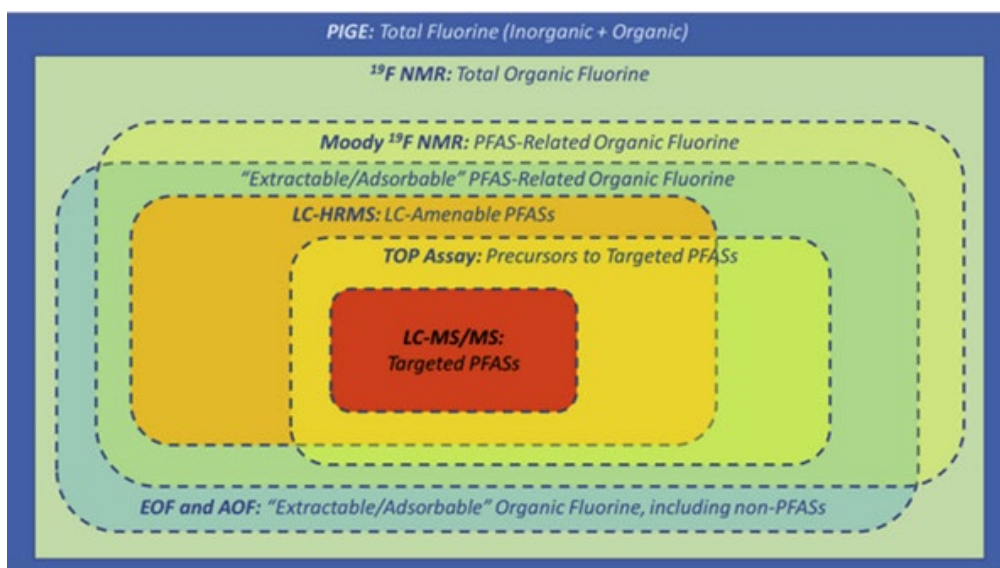 PIGE: Total Fluorine (Inorganic + Organic)
¹⁹F NMR: Total Organic Fluorine
Moody ¹⁹F NMR: PFAS-Related Organic Fluorine
“Extractable/Adsorbable” PFAS-Related Organic Fluorine
LC-HRMS: LC-Amenable PFASs
TOP Assay: Precursors to Targeted PFASs
LC-MS/MS:
Targeted PFASs
EOF and AOF: “Extractable/Adsorbable” Organic Fluorine, including non-PFASs